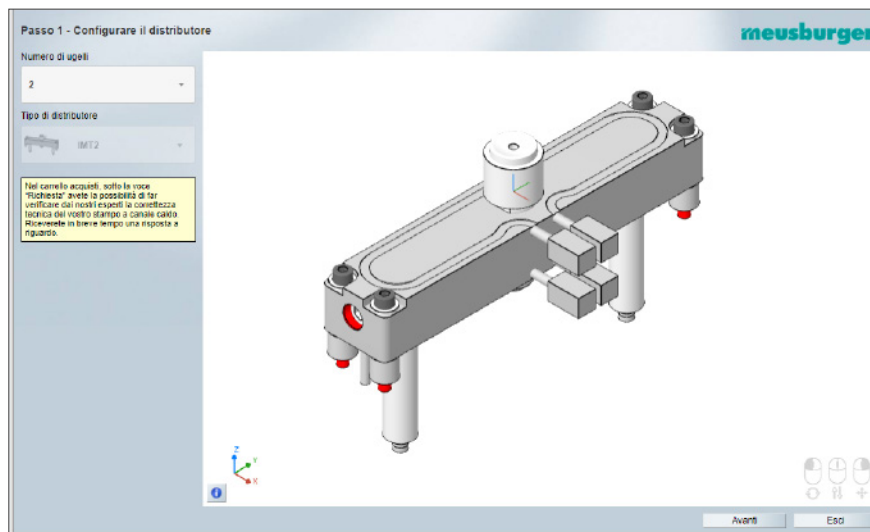 Passo 1 - Configurare il distributore
meusburger
Numero di ugelli
2
Tipo di distributore
IMT2
Nel carrello acquisti, sotto la voce
"Richiesta" avete la possibilità di far
verificare dai nostri esperti la correttezza
tecnica del vostro stampo a canale caldo.
Riceverete in breve tempo una risposta a
riguardo.
Z
Y
X
i
Avanti
Esci